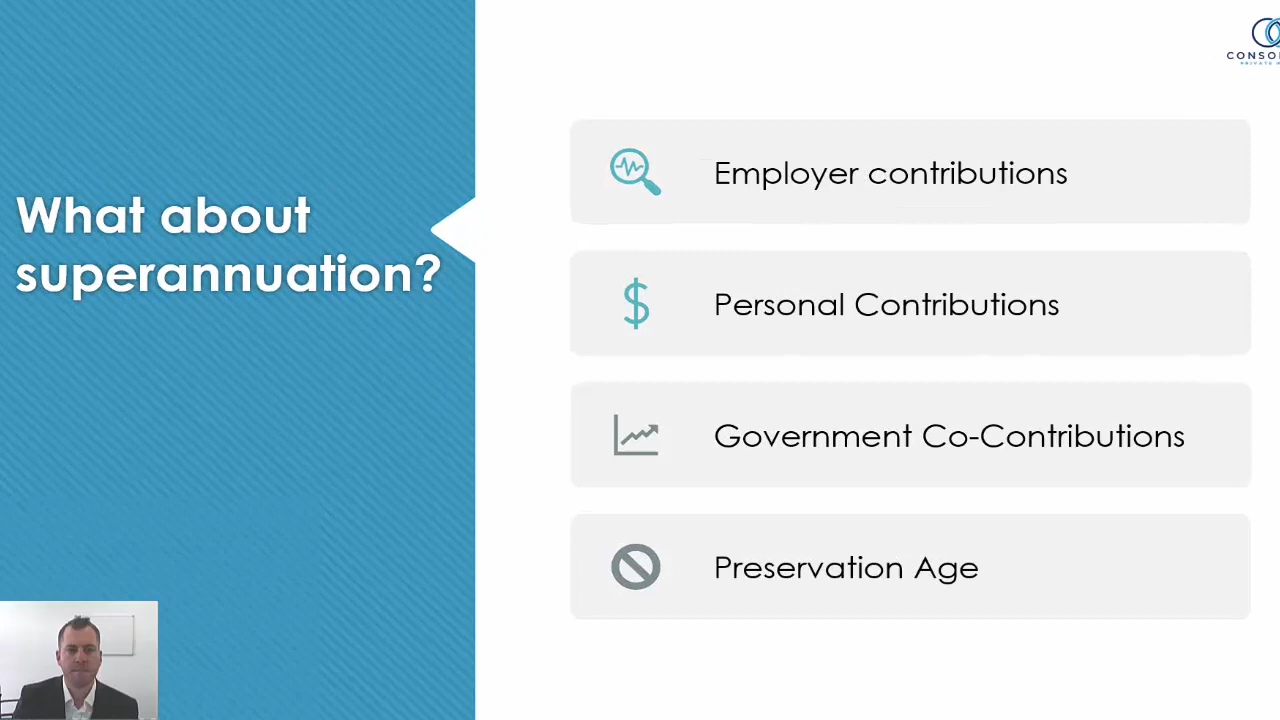 What about
superannuation?
Employer contributions
Personal Contributions
Government Co-Contributions
Preservation Age